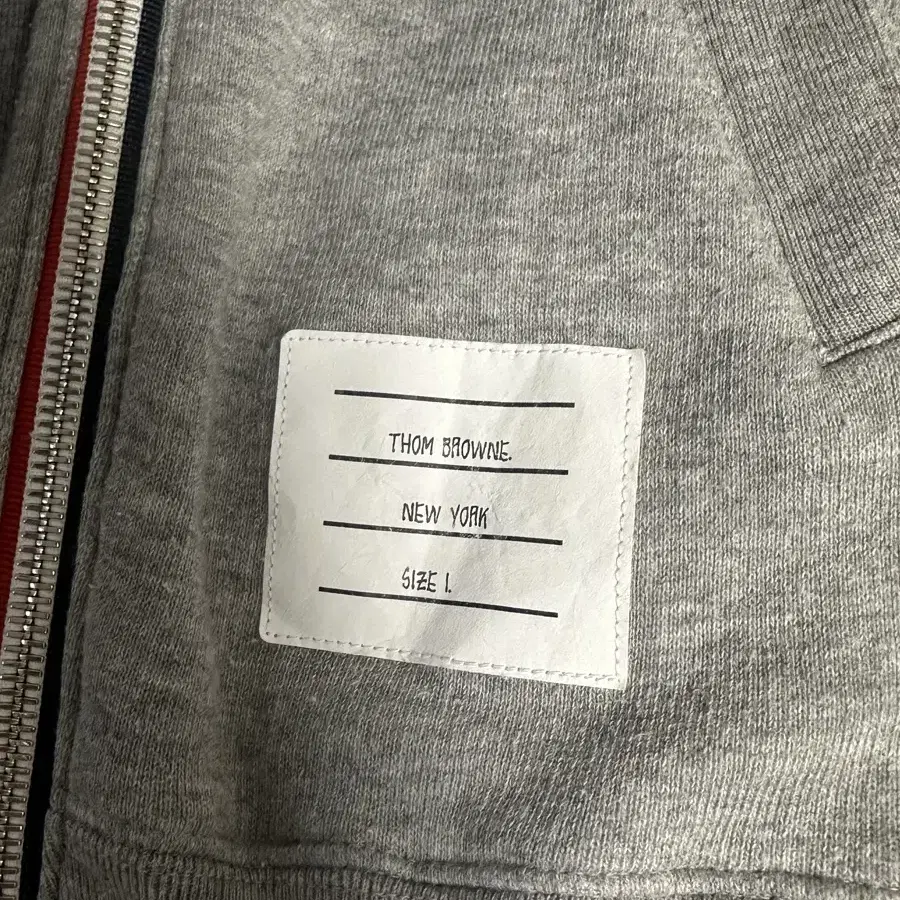 THOM BROWNE.
NEW YORK
SIZE 1.